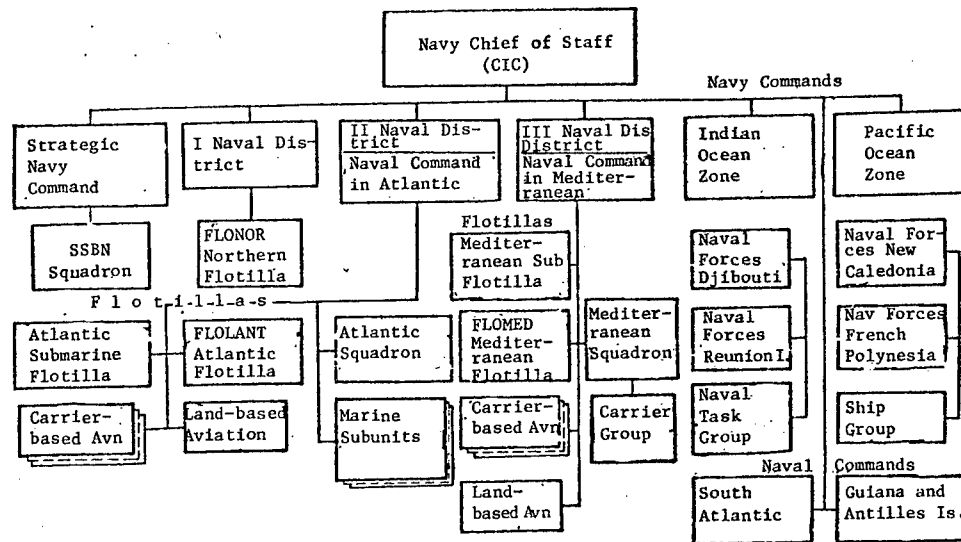 Navy Chief of Staff
(CIC)
Navy Commands
Strategic
Navy
Command
I Naval Dis-
trict
II Naval Dis-
trict
Naval Command
in Atlantic
III Naval Dis
District
Naval Command
in Mediter-
ranean
Indian
Ocean
Zone
Pacific
Ocean
Zone
SSBN
Squadron
FLONOR
Northern
Flotilla
Flotillas
Mediter-
ranean Sub
Flotilla
Naval
Forces
Djibouti
Naval For-
ces New
Caledonia
Flotillas
Atlantic
Submarine
Flotilla
FLOLANT
Atlantic
Flotilla
Atlantic
Squadron
FLOMED
Mediter-
ranean
Flotilla
Mediter-
ranean
Squadron
Naval
Forces
Reunion I.
Nav Forces
French
Polynesia
Carrier-
based Avn
Land-based
Aviation
Marine
Subunits
Carrier-
based Avn
Carrier
Group
Naval
Task
Group
Ship
Group
Land-
based Avn
Naval Commands
South
Atlantic
Guiana and
Antilles Is.